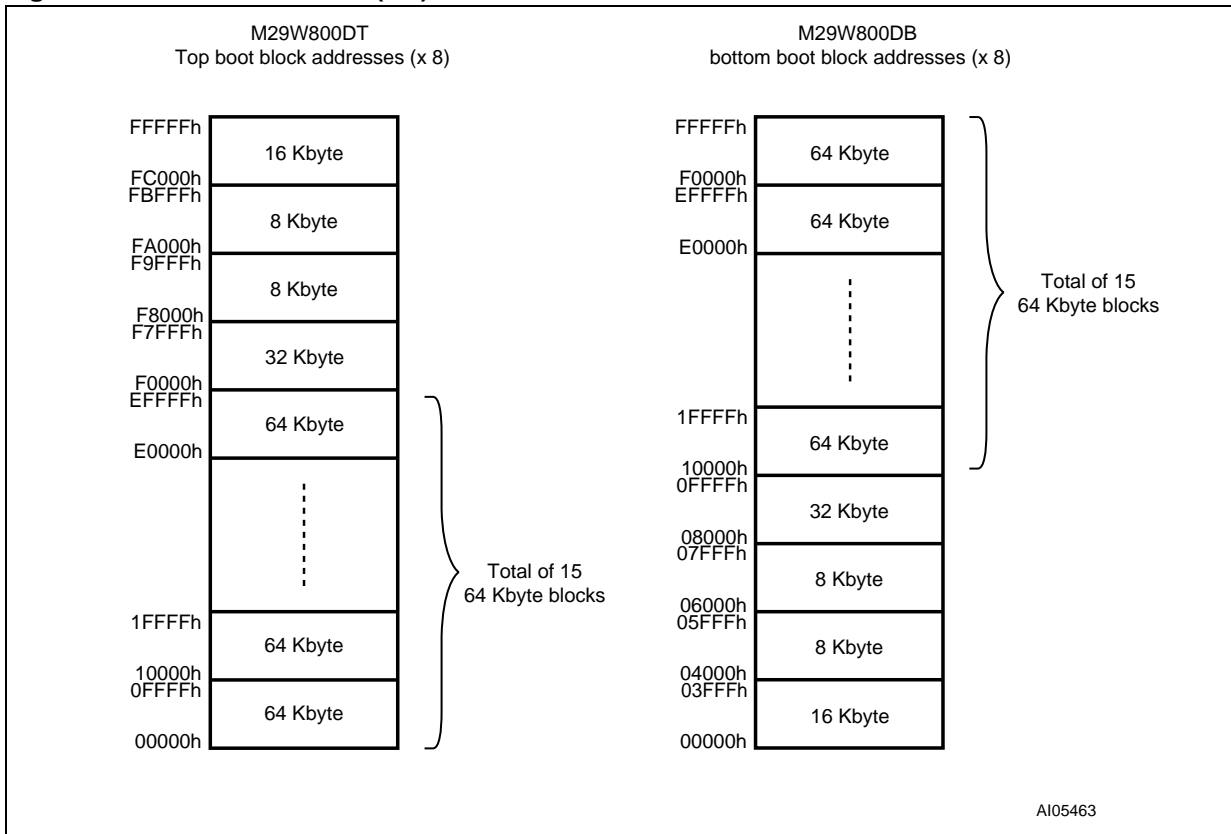 M29W800DT
Top boot block addresses (x 8)
FFFFFh
16 Kbyte
FC000h
FBFFFh
8 Kbyte
FA000h
F9FFFh
8 Kbyte
F8000h
F7FFFh
32 Kbyte
F0000h
EFFFFh
64 Kbyte
E0000h
Total of 15
64 Kbyte blocks
1FFFFh
64 Kbyte
10000h
0FFFFh
64 Kbyte
00000h
M29W800DB
bottom boot block addresses (x 8)
FFFFFh
64 Kbyte
F0000h
EFFFFh
64 Kbyte
E0000h
Total of 15
64 Kbyte blocks
1FFFFh
64 Kbyte
10000h
0FFFFh
32 Kbyte
08000h
07FFFh
8 Kbyte
06000h
05FFFh
8 Kbyte
04000h
03FFFh
16 Kbyte
00000h
AI05463